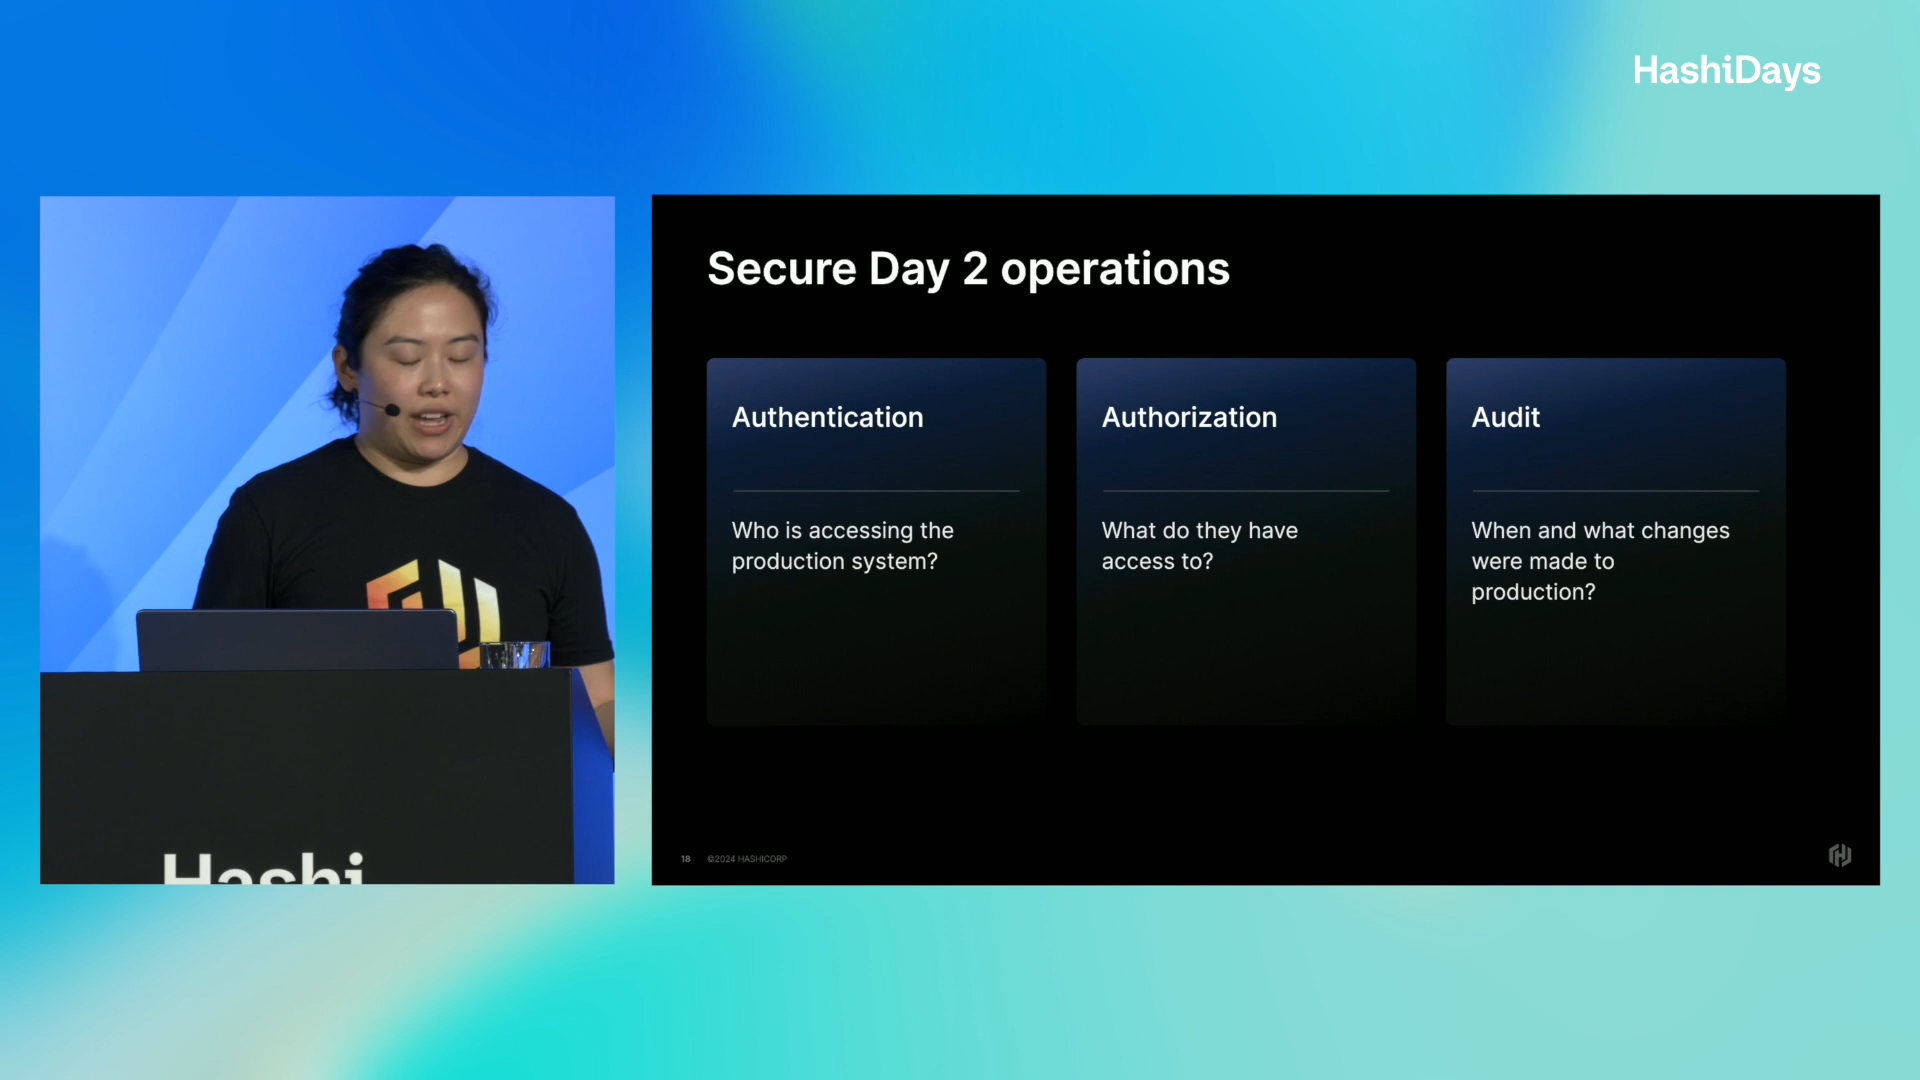 HashiDays
Secure Day 2 operations
Authentication
Who is accessing the
production system?
Authorization
What do they have
access to?
Audit
When and what changes
were made to
production?
18 ©2024 HASHICORP
Hashi